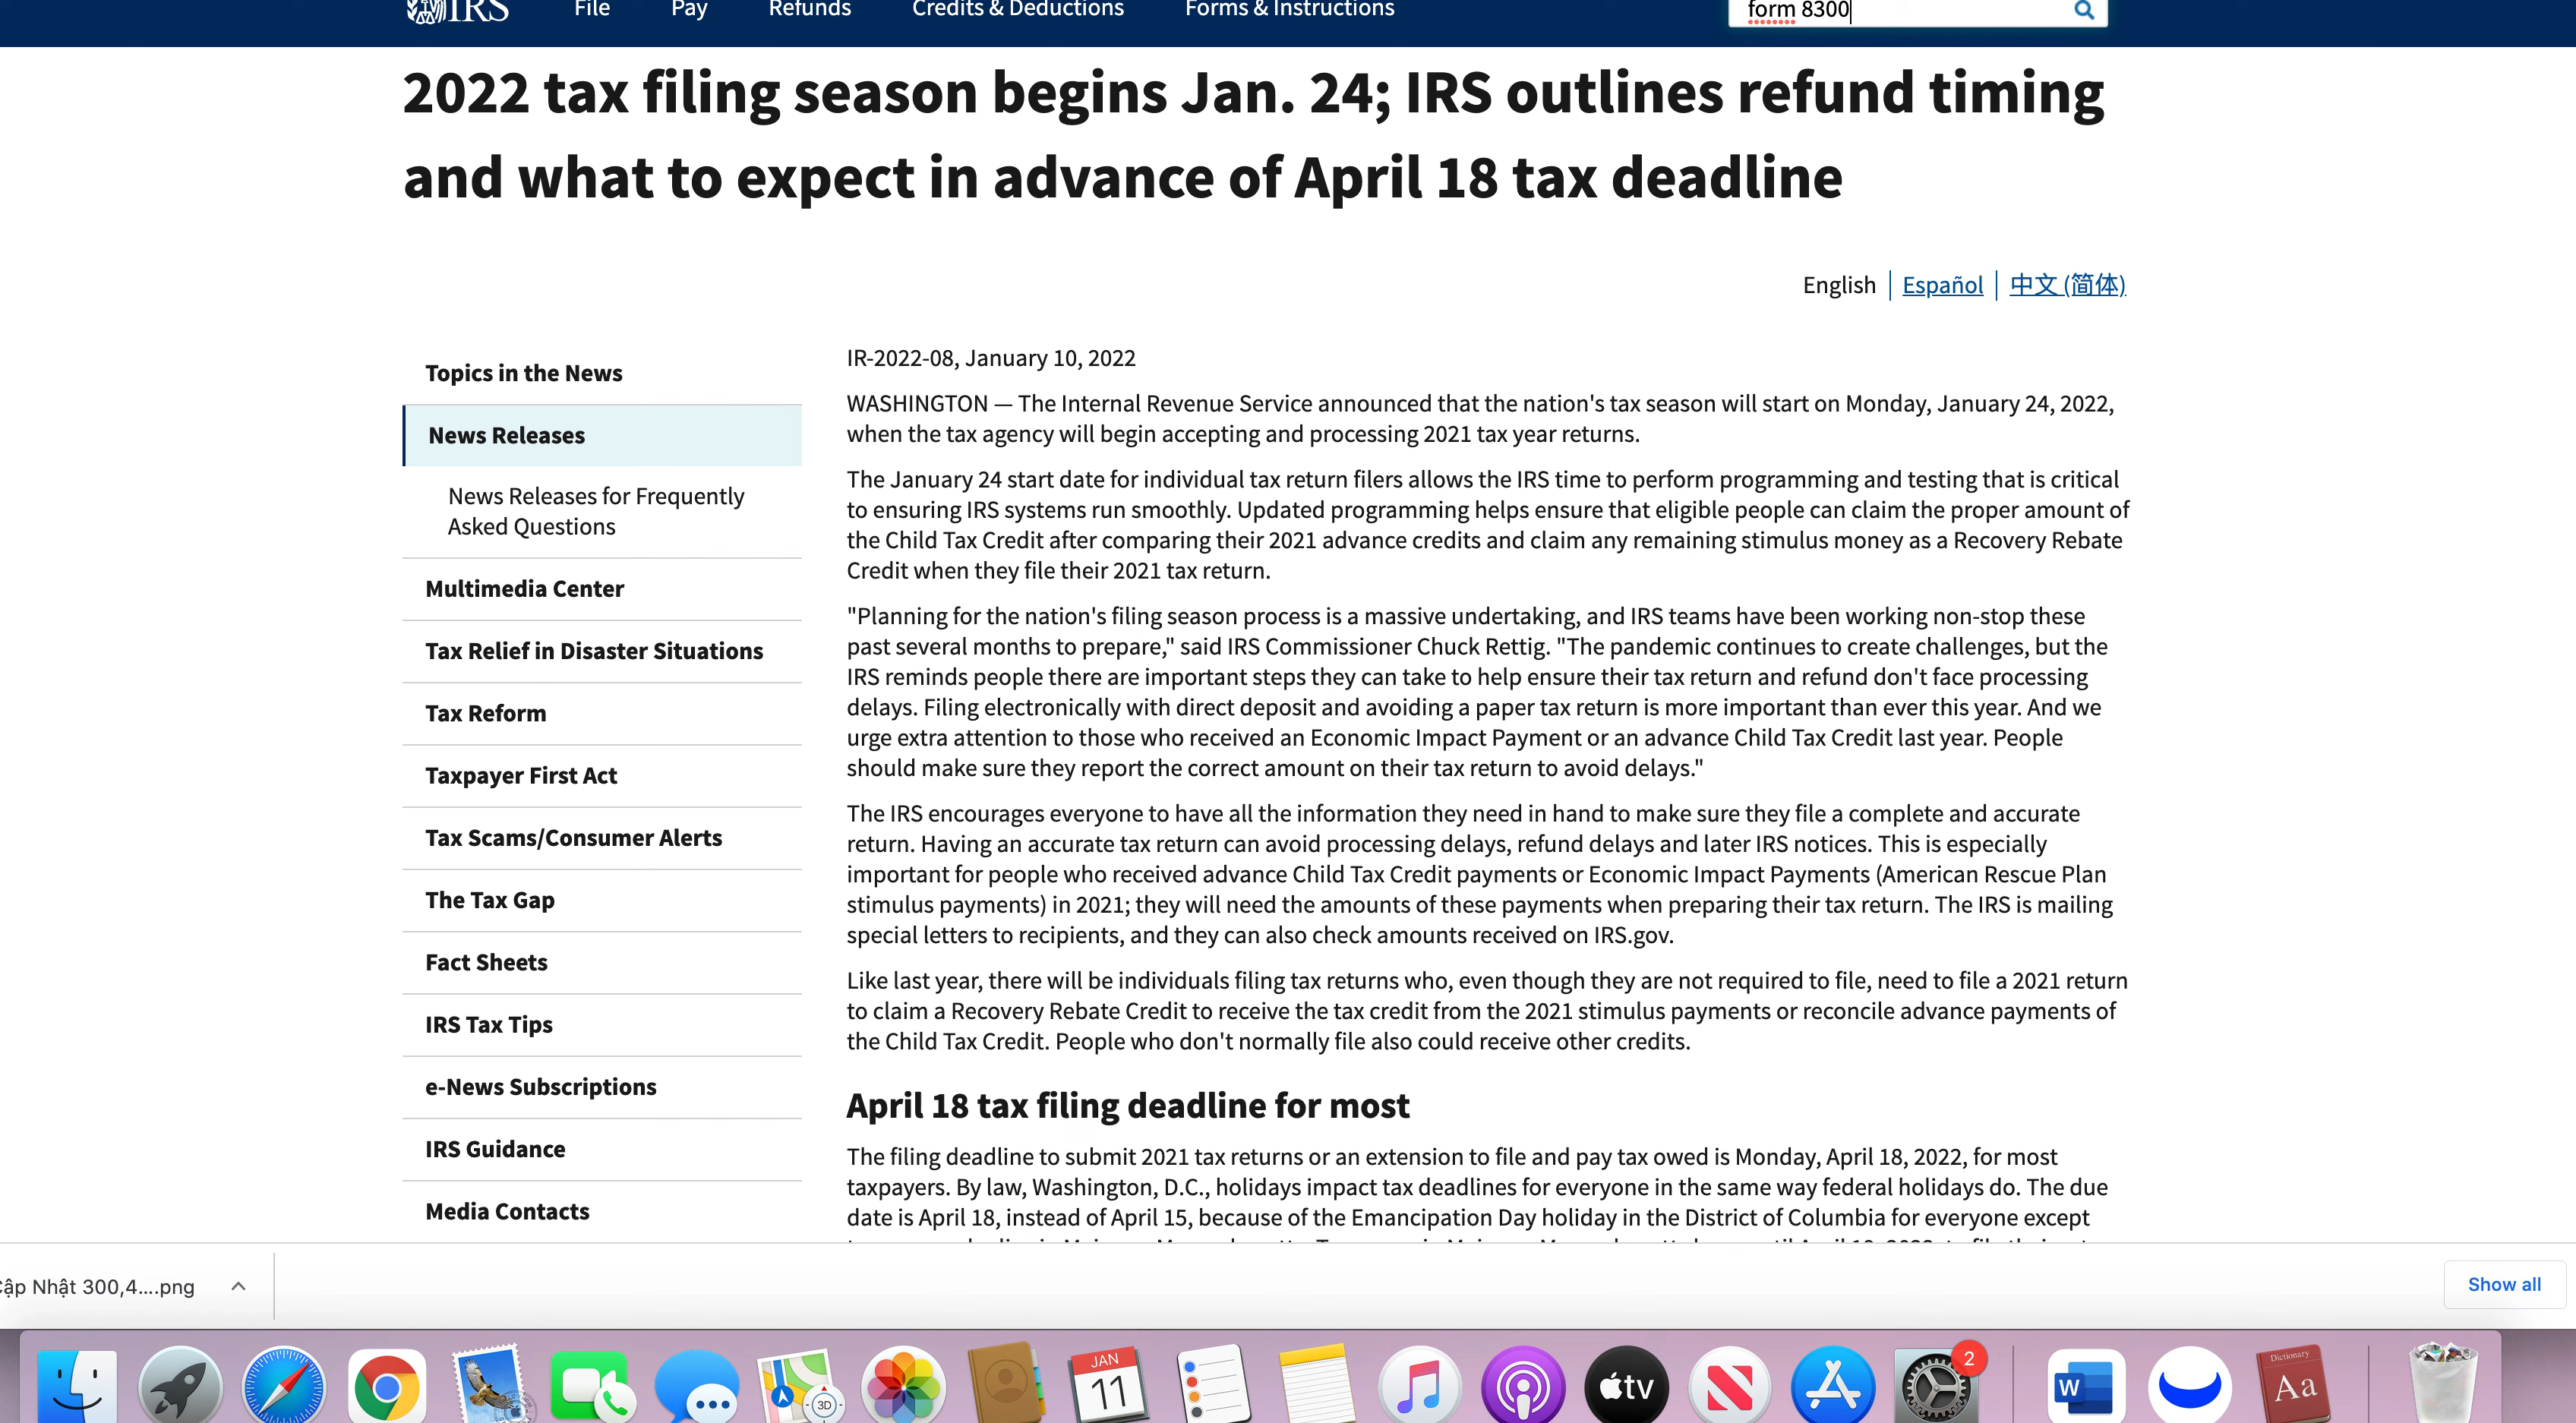 IRS
File
Pay
Refunds
Credits & Deductions
Forms & Instructions
form 8300
2022 tax filing season begins Jan. 24; IRS outlines refund timing
and what to expect in advance of April 18 tax deadline
English
Español
中文 (简体)
Topics in the News
News Releases
News Releases for Frequently
Asked Questions
Multimedia Center
Tax Relief in Disaster Situations
Tax Reform
Taxpayer First Act
Tax Scams/Consumer Alerts
The Tax Gap
Fact Sheets
IRS Tax Tips
e-News Subscriptions
IRS Guidance
Media Contacts
IR-2022-08, January 10, 2022
WASHINGTON — The Internal Revenue Service announced that the nation's tax season will start on Monday, January 24, 2022,
when the tax agency will begin accepting and processing 2021 tax year returns.
The January 24 start date for individual tax return filers allows the IRS time to perform programming and testing that is critical
to ensuring IRS systems run smoothly. Updated programming helps ensure that eligible people can claim the proper amount of
the Child Tax Credit after comparing their 2021 advance credits and claim any remaining stimulus money as a Recovery Rebate
Credit when they file their 2021 tax return.
"Planning for the nation's filing season process is a massive undertaking, and IRS teams have been working non-stop these
past several months to prepare," said IRS Commissioner Chuck Rettig. "The pandemic continues to create challenges, but the
IRS reminds people there are important steps they can take to help ensure their tax return and refund don't face processing
delays. Filing electronically with direct deposit and avoiding a paper tax return is more important than ever this year. And we
urge extra attention to those who received an Economic Impact Payment or an advance Child Tax Credit last year. People
should make sure they report the correct amount on their tax return to avoid delays."
The IRS encourages everyone to have all the information they need in hand to make sure they file a complete and accurate
return. Having an accurate tax return can avoid processing delays, refund delays and later IRS notices. This is especially
important for people who received advance Child Tax Credit payments or Economic Impact Payments (American Rescue Plan
stimulus payments) in 2021; they will need the amounts of these payments when preparing their tax return. The IRS is mailing
special letters to recipients, and they can also check amounts received on IRS.gov.
Like last year, there will be individuals filing tax returns who, even though they are not required to file, need to file a 2021 return
to claim a Recovery Rebate Credit to receive the tax credit from the 2021 stimulus payments or reconcile advance payments of
the Child Tax Credit. People who don't normally file also could receive other credits.
April 18 tax filing deadline for most
The filing deadline to submit 2021 tax returns or an extension to file and pay tax owed is Monday, April 18, 2022, for most
taxpayers. By law, Washington, D.C., holidays impact tax deadlines for everyone in the same way federal holidays do. The due
date is April 18, instead of April 15, because of the Emancipation Day holiday in the District of Columbia for everyone except
Cập Nhật 300,4....png
Show all
JAN
11
3D
tv
2
W
Dictionary
Aa